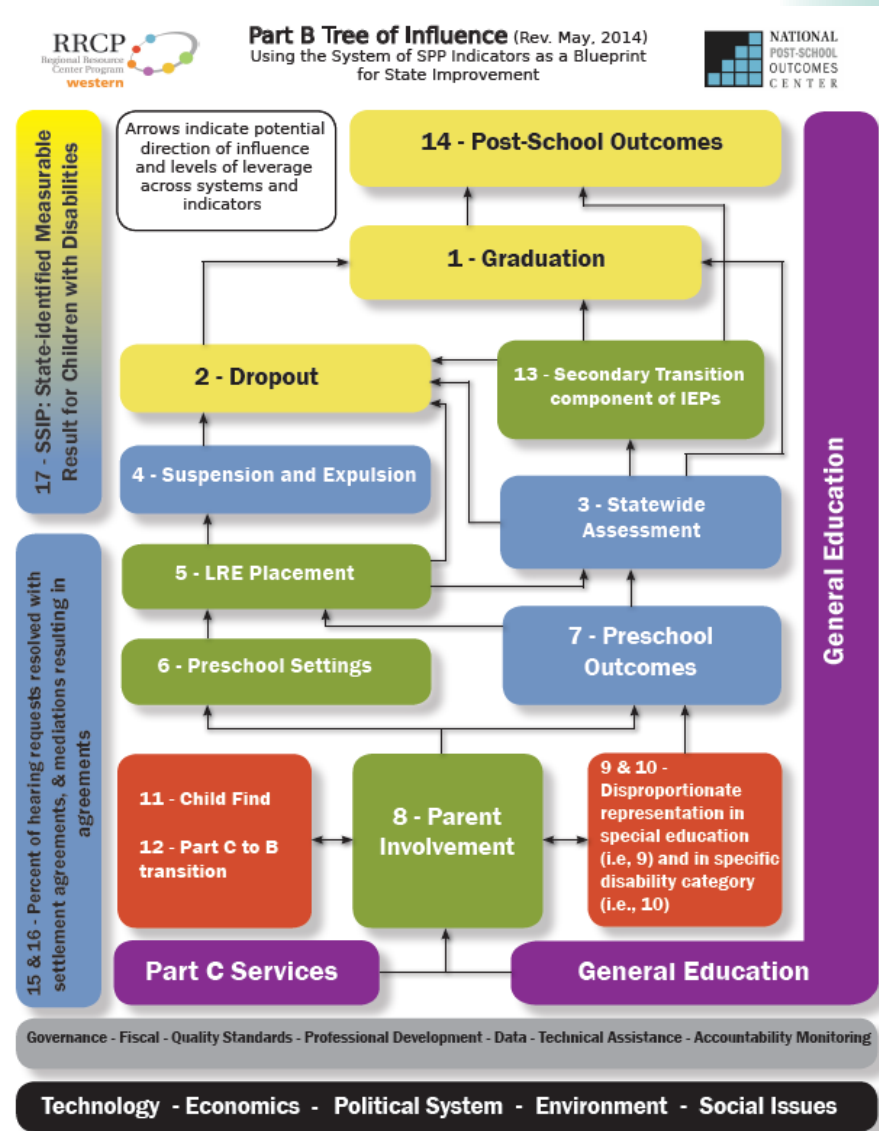 RRCP
Regional Resource
Center Program
western
Part B Tree of Influence (Rev. May, 2014)
Using the System of SPP Indicators as a Blueprint
for State Improvement
NATIONAL
POST-SCHOOL
OUTCOMES
CENTER
17 - SSIP: State-identified Measurable
Result for Children with Disabilities
Arrows indicate potential
direction of influence
and levels of leverage
across systems and
indicators
14 - Post-School Outcomes
1 - Graduation
2 - Dropout
13 - Secondary Transition
component of IEPs
4 - Suspension and Expulsion
3 - Statewide
Assessment
5 - LRE Placement
7 - Preschool
Outcomes
6 - Preschool Settings
General Education
15 & 16 - Percent of hearing requests resolved with
settlement agreements, & mediations resulting in
agreements
11 - Child Find
12 - Part C to B
transition
8 - Parent
Involvement
9 & 10 -
Disproportionate
representation in
special education
(i.e, 9) and in specific
disability category
(i.e., 10)
Part C Services
General Education
Governance - Fiscal - Quality Standards - Professional Development - Data - Technical Assistance - Accountability Monitoring
Technology - Economics - Political System - Environment - Social Issues